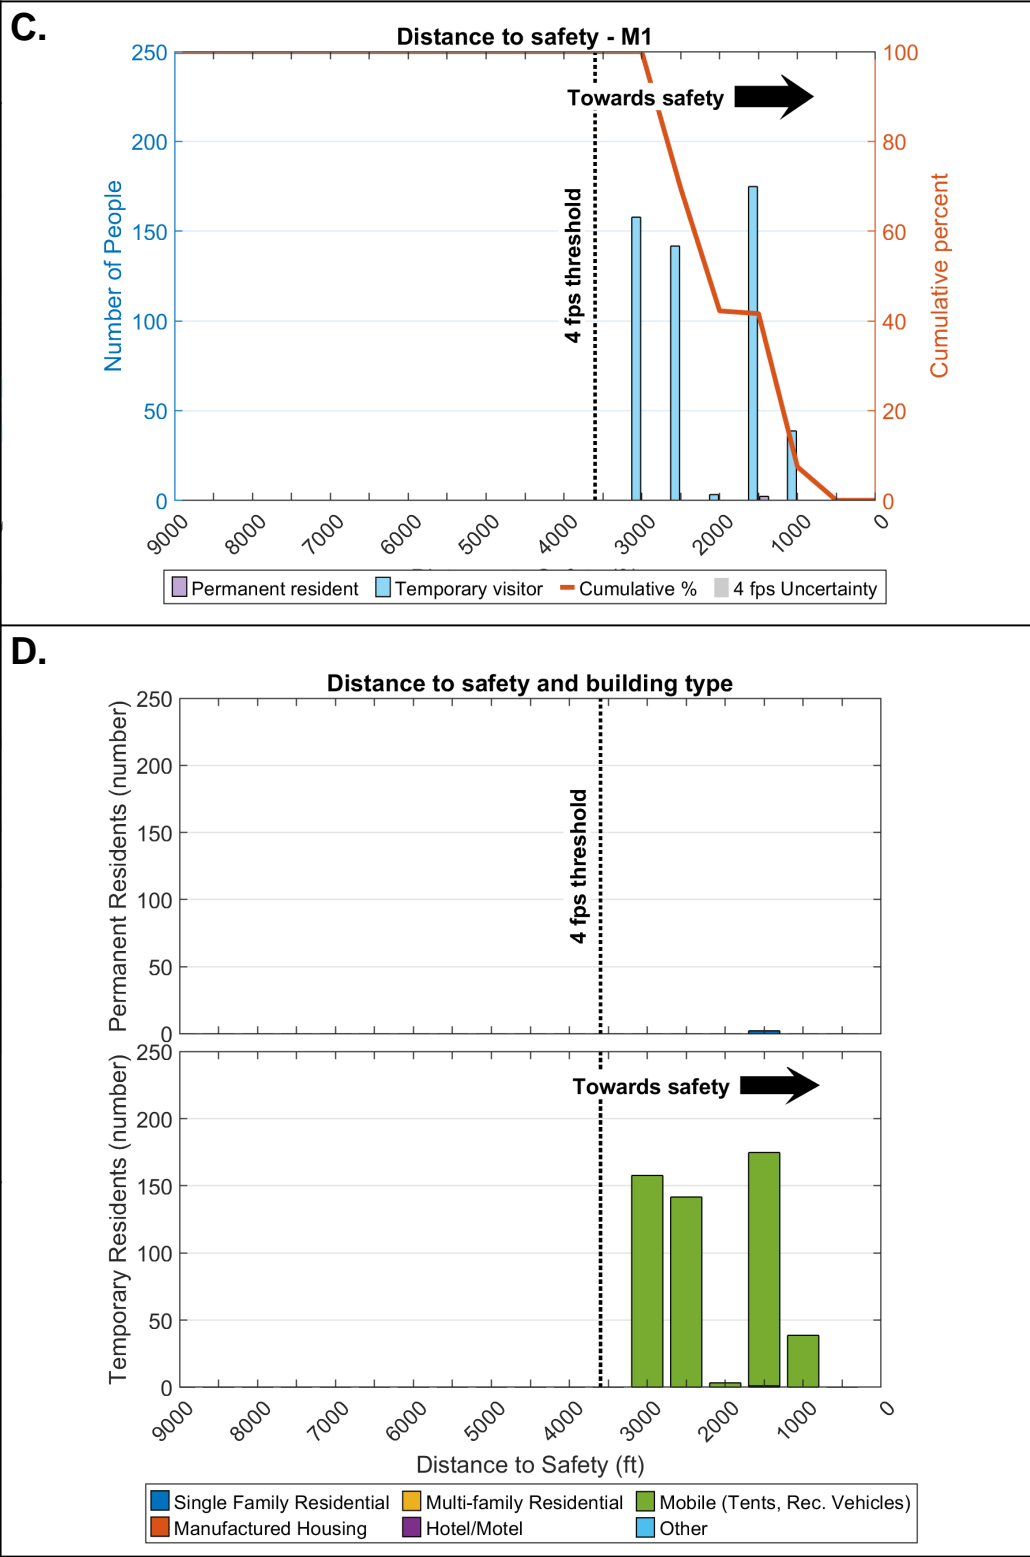 C.
Distance to safety - M1
250
200
150
100
50
0
Number of People
100
80
60
40
20
0
Cumulative percent
Towards safety
4 fps threshold
9000
8000
7000
6000
5000
4000
3000
2000
1000
0
Permanent resident
Temporary visitor
Cumulative %
4 fps Uncertainty
D.
Distance to safety and building type
250
200
150
100
50
0
Permanent Residents (number)
4 fps threshold
250
200
150
100
50
0
Temporary Residents (number)
Towards safety
9000
8000
7000
6000
5000
4000
3000
2000
1000
0
Distance to Safety (ft)
Single Family Residential
Multi-family Residential
Mobile (Tents, Rec. Vehicles)
Manufactured Housing
Hotel/Motel
Other